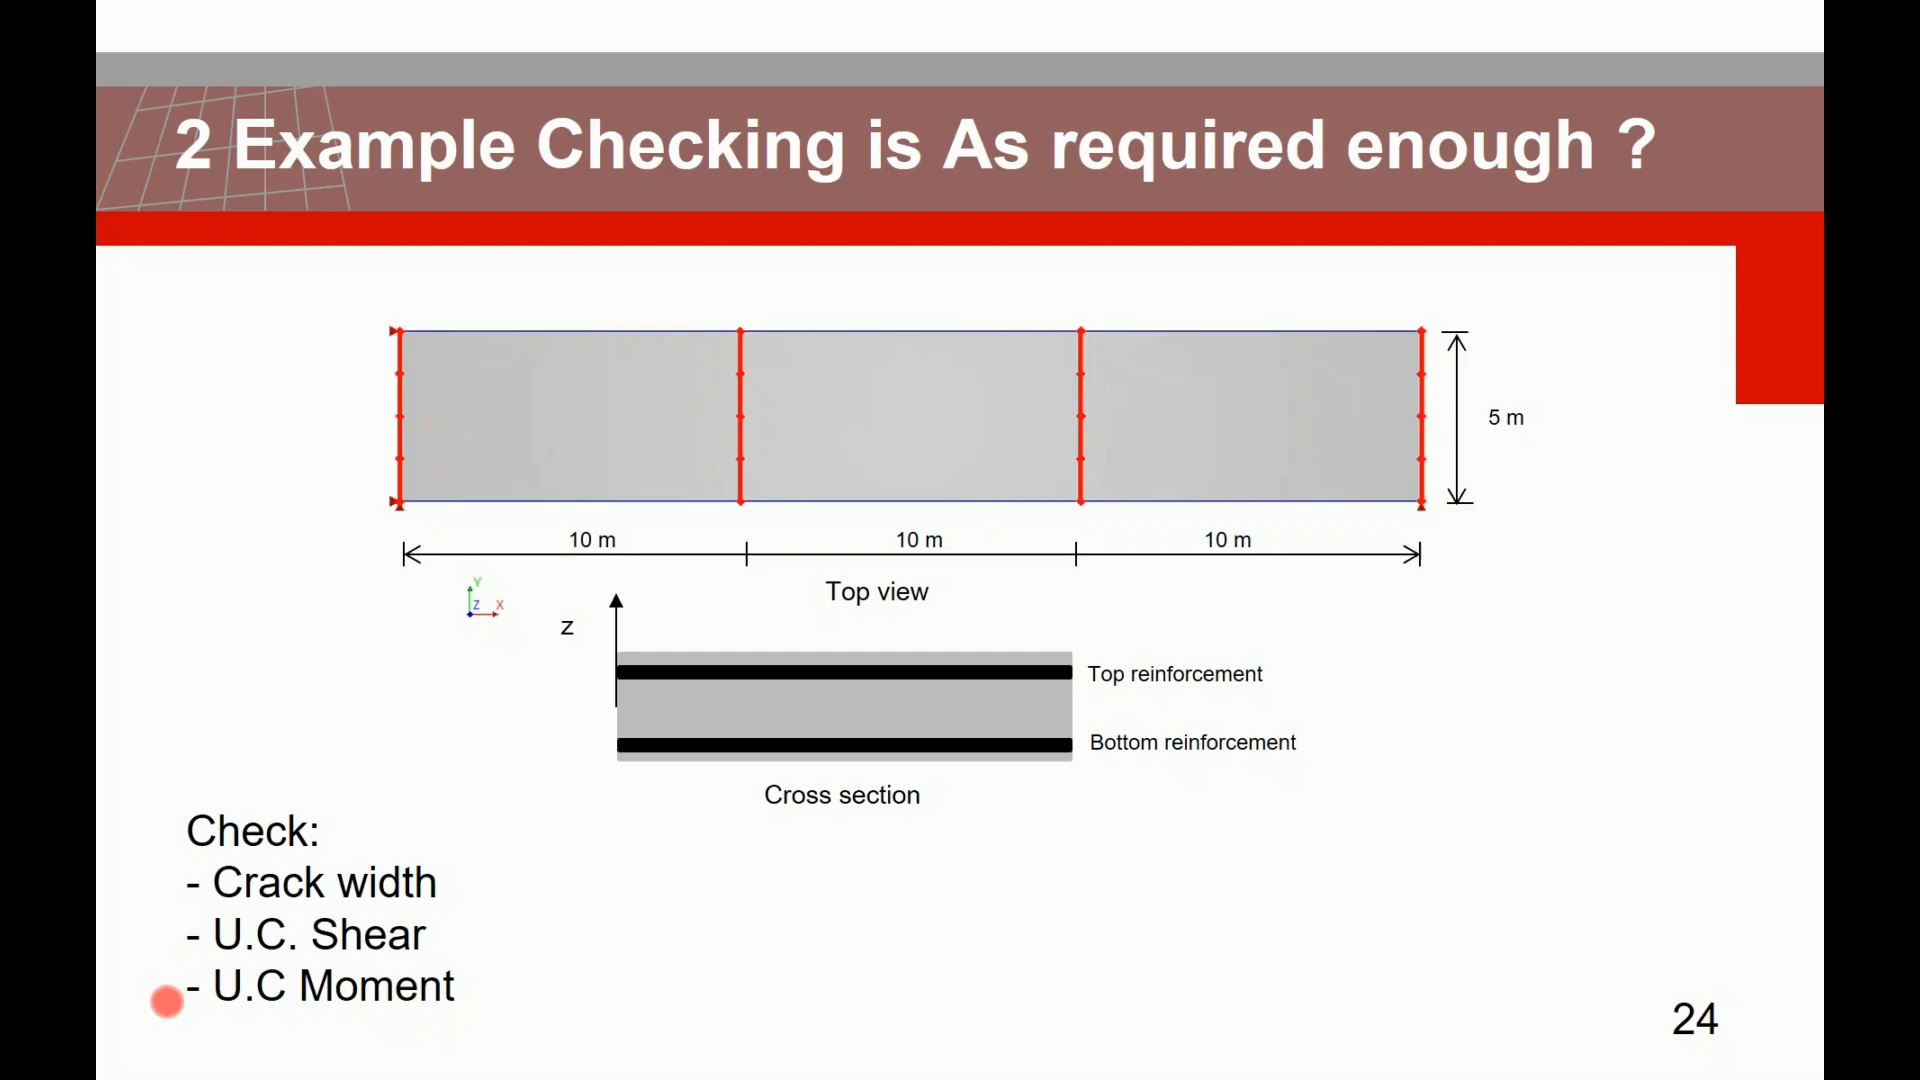 2 Example Checking is As required enough ?
5 m
10 m 10 m 10 m
Top view
Y
Z X
z
Top reinforcement
Bottom reinforcement
Cross section
Check:
- Crack width
- U.C. Shear
- U.C Moment
24